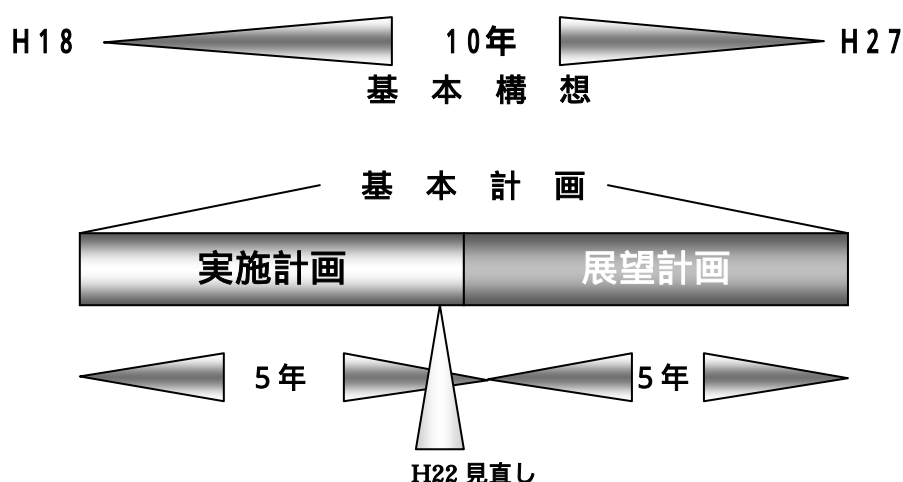 H18 10年 H27
基本構想
基本計画
実施計画 展望計画
5年 5年
H22 見直し